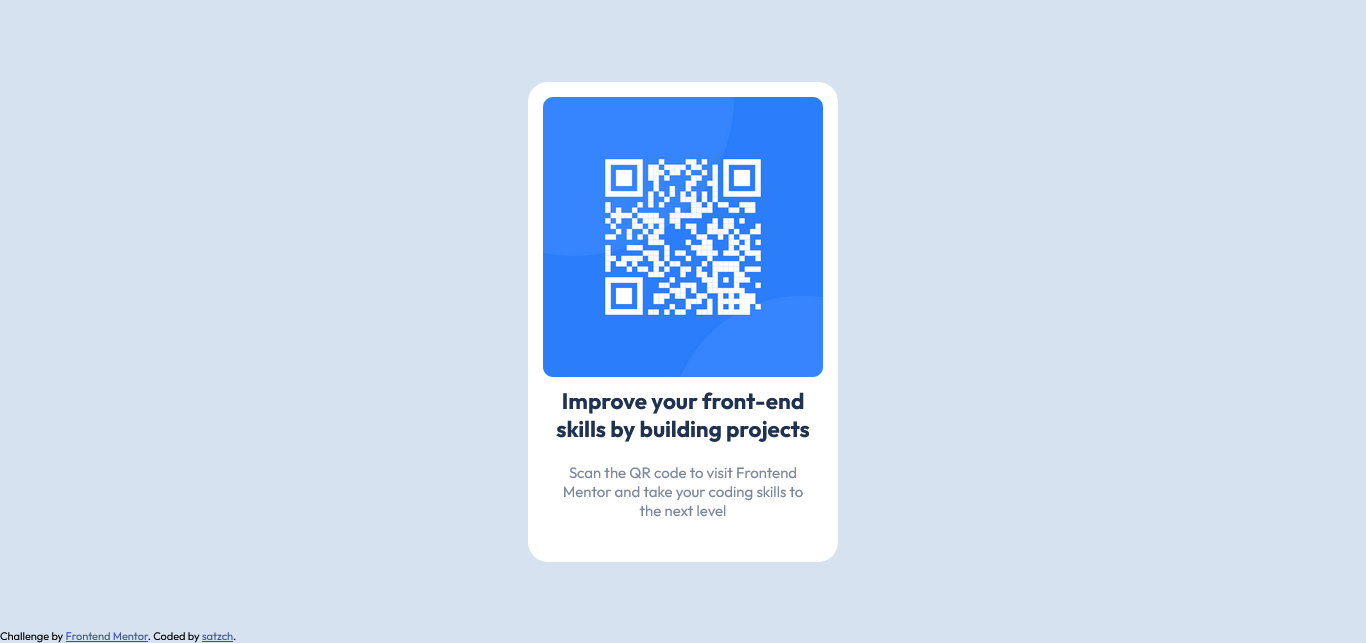 Improve your front-end
skills by building projects
Scan the QR code to visit Frontend
Mentor and take your coding skills to
the next level
Challenge by Frontend Mentor. Coded by satzch.